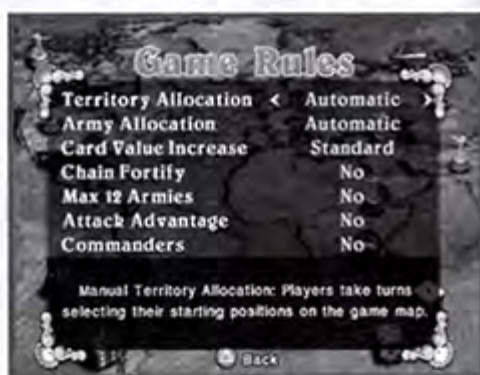 Game Rules
Territory Allocation < Automatic >
Army Allocation Automatic
Card Value Increase Standard
Chain Fortify No
Max 12 Armies No
Attack Advantage No
Commanders No
Manual Territory Allocation: Players take turns
selecting their starting positions on the game map.
Back